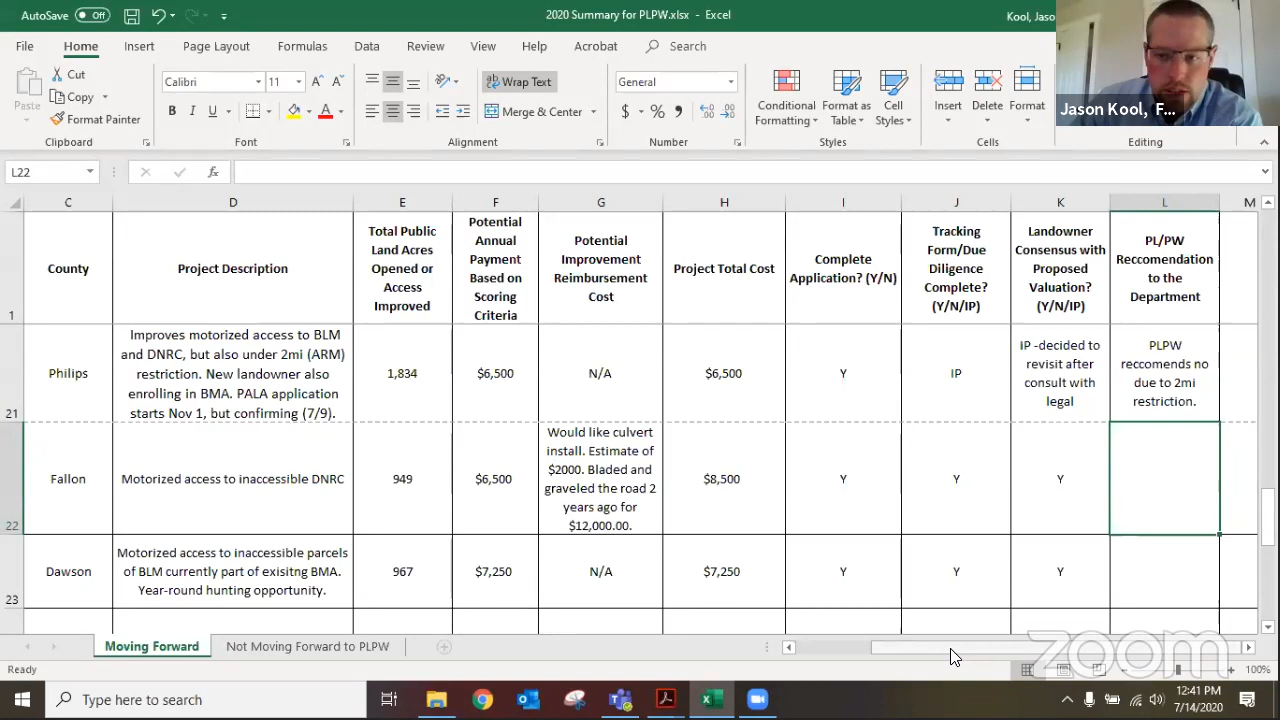 AutoSave Off
2020 Summary for PLPW.xlsx - Excel
Kool, Jaso
File Home Insert Page Layout Formulas Data Review View Help Acrobat Search
Paste
Cut
Copy
Format Painter
Calibri 11
B I U
Wrap Text
Merge & Center
General
$ % 9
Conditional Formatting
Format as Table
Cell Styles
Insert Delete Format
Jason Kool, F...
Clipboard Font Alignment Number Styles Cells Editing
L22 fx
C D E F G H I J K L M
1
County
Project Description
Total Public
Land Acres
Opened or
Access
Improved
Potential
Annual
Payment
Based on
Scoring
Criteria
Potential
Improvement
Reimbursement
Cost
Project Total Cost
Complete
Application? (Y/N)
Tracking
Form/Due
Diligence
Complete?
(Y/N/IP)
Landowner
Consensus with
Proposed
Valuation?
(Y/N/IP)
PL/PW
Reccomendation
to the
Department
21
Philips
Improves motorized access to BLM
and DNRC, but also under 2mi (ARM)
restriction. New landowner also
enrolling in BMA. PALA application
starts Nov 1, but confirming (7/9).
1,834
$6,500
N/A
$6,500
Y
IP
IP -decided to
revisit after
consult with
legal
PLPW
reccomends no
due to 2mi
restriction.
22
Fallon
Motorized access to inaccessible DNRC
949
$6,500
Would like culvert
install. Estimate of
$2000. Bladed and
graveled the road 2
years ago for
$12,000.00.
$8,500
Y
Y
Y
23
Dawson
Motorized access to inaccessible parcels
of BLM currently part of exisitng BMA.
Year-round hunting opportunity.
967
$7,250
N/A
$7,250
Y
Y
Y
Moving Forward Not Moving Forward to PLPW
Ready
100%
zoom
Type here to search
12:41 PM
7/14/2020